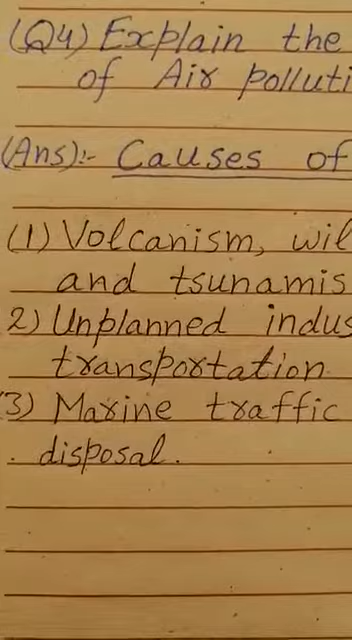 (Q4) Explain the
of Air polluti
(Ans):- Causes of
(1) Volcanism, wil
and tsunamis
2) Unplanned indus
transportation
3) Marine traffic
disposal.